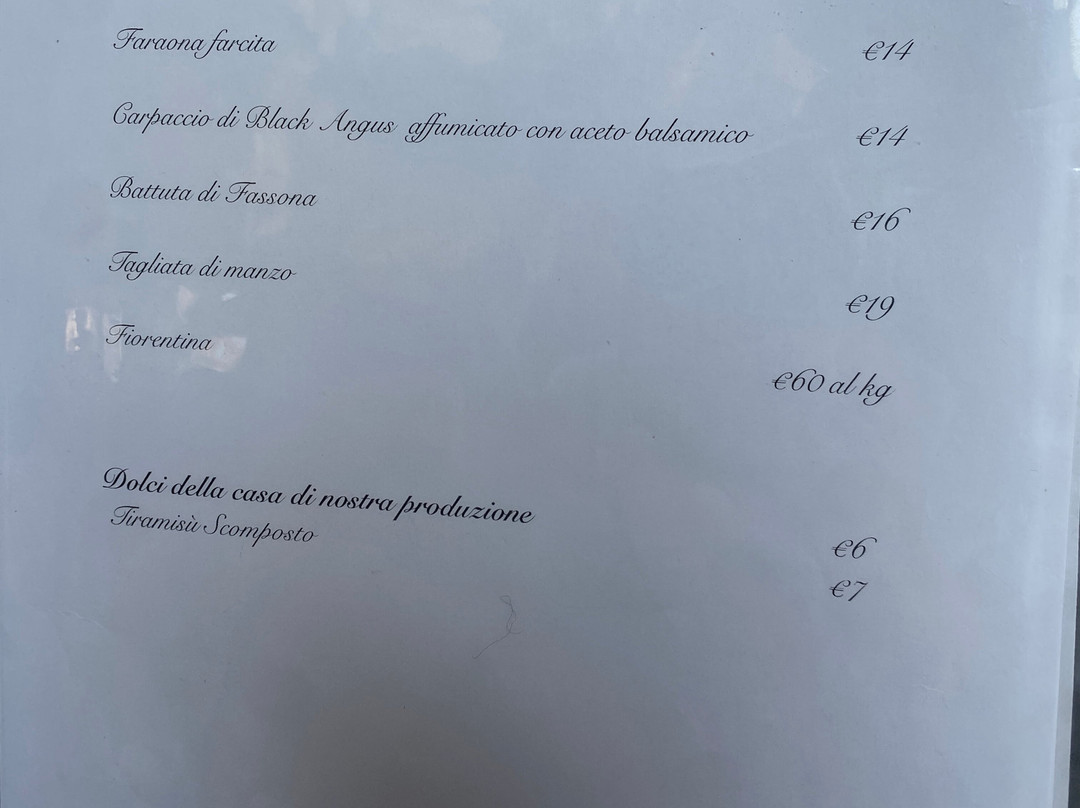 Faraona farcita €14
Carpaccio di Black Angus affumicato con aceto balsamico €14
Battuta di Fassona €16
Tagliata di manzo €19
Fiorentina €60 al kg
Dolci della casa di nostra produzione €6
Tiramisù Scomposto €7